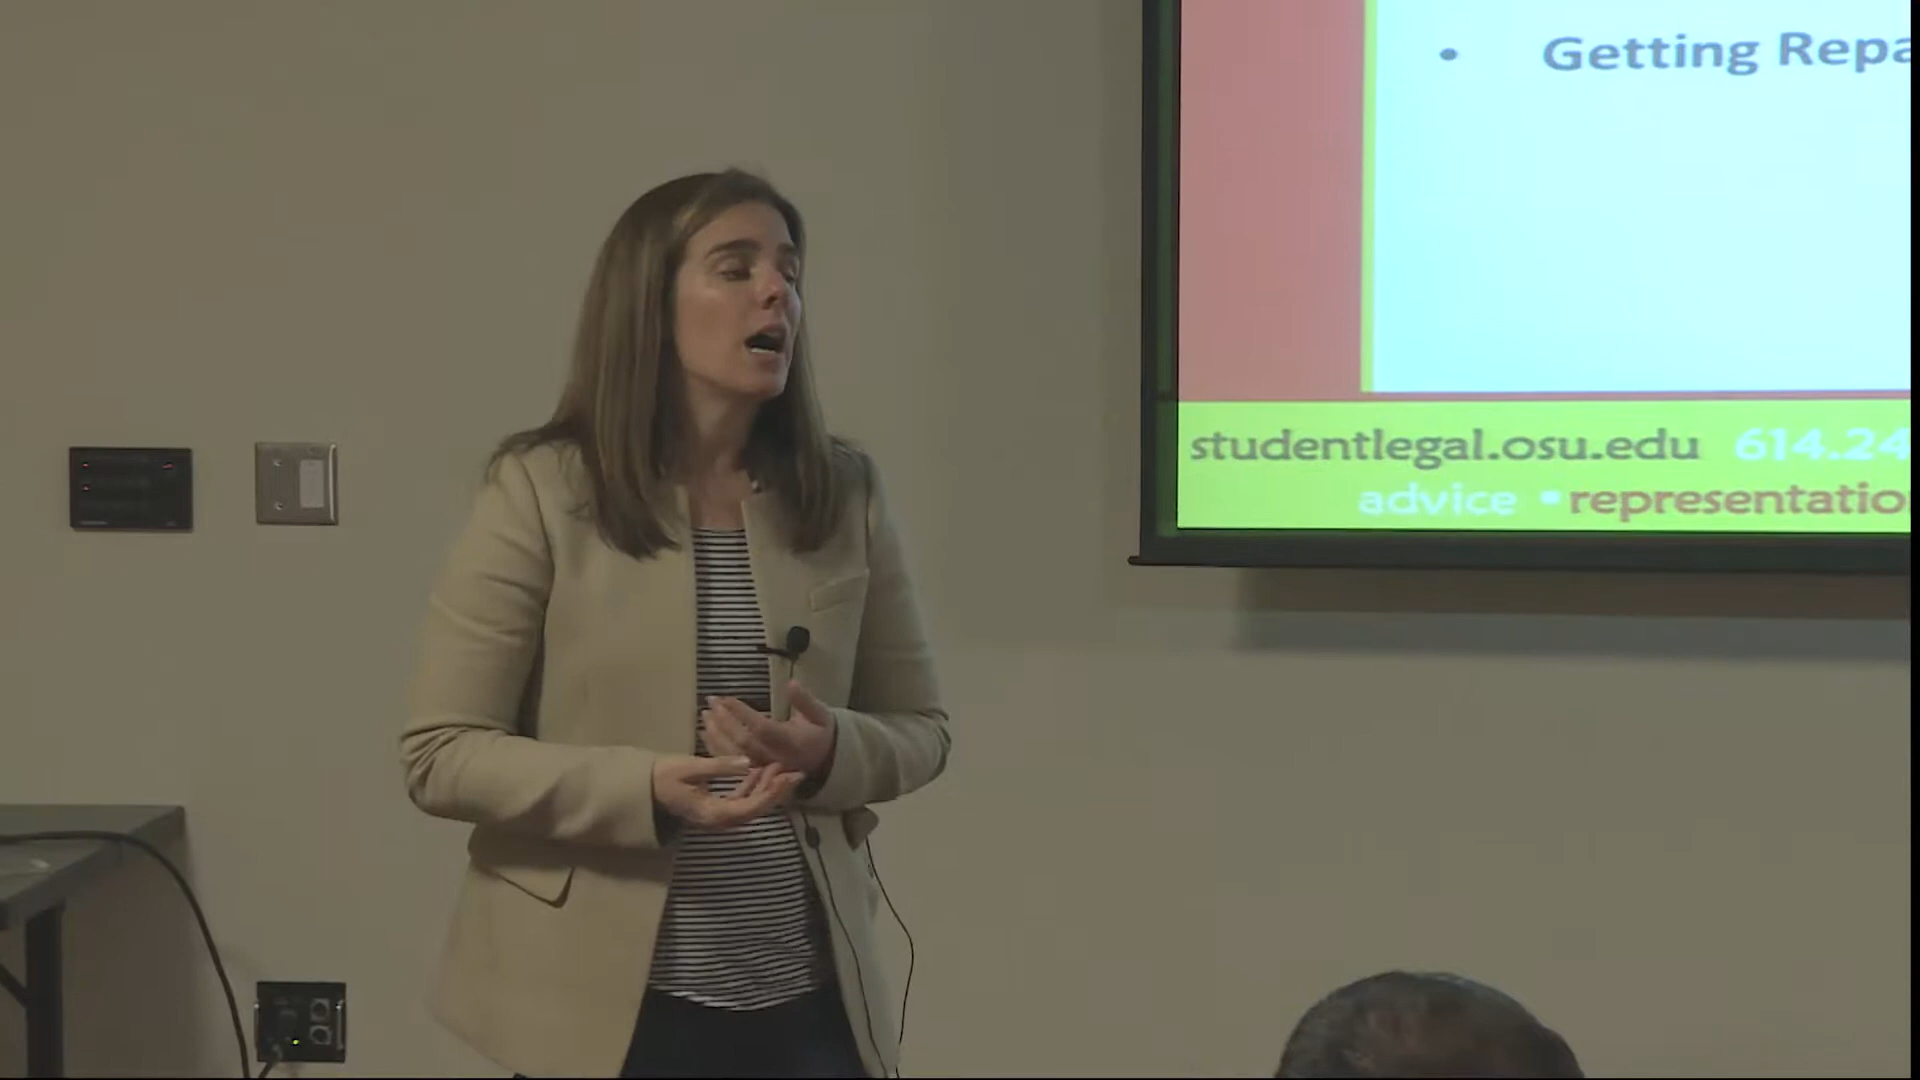 • Getting Repa
studentlegal.osu.edu 614.24
advice • representatio